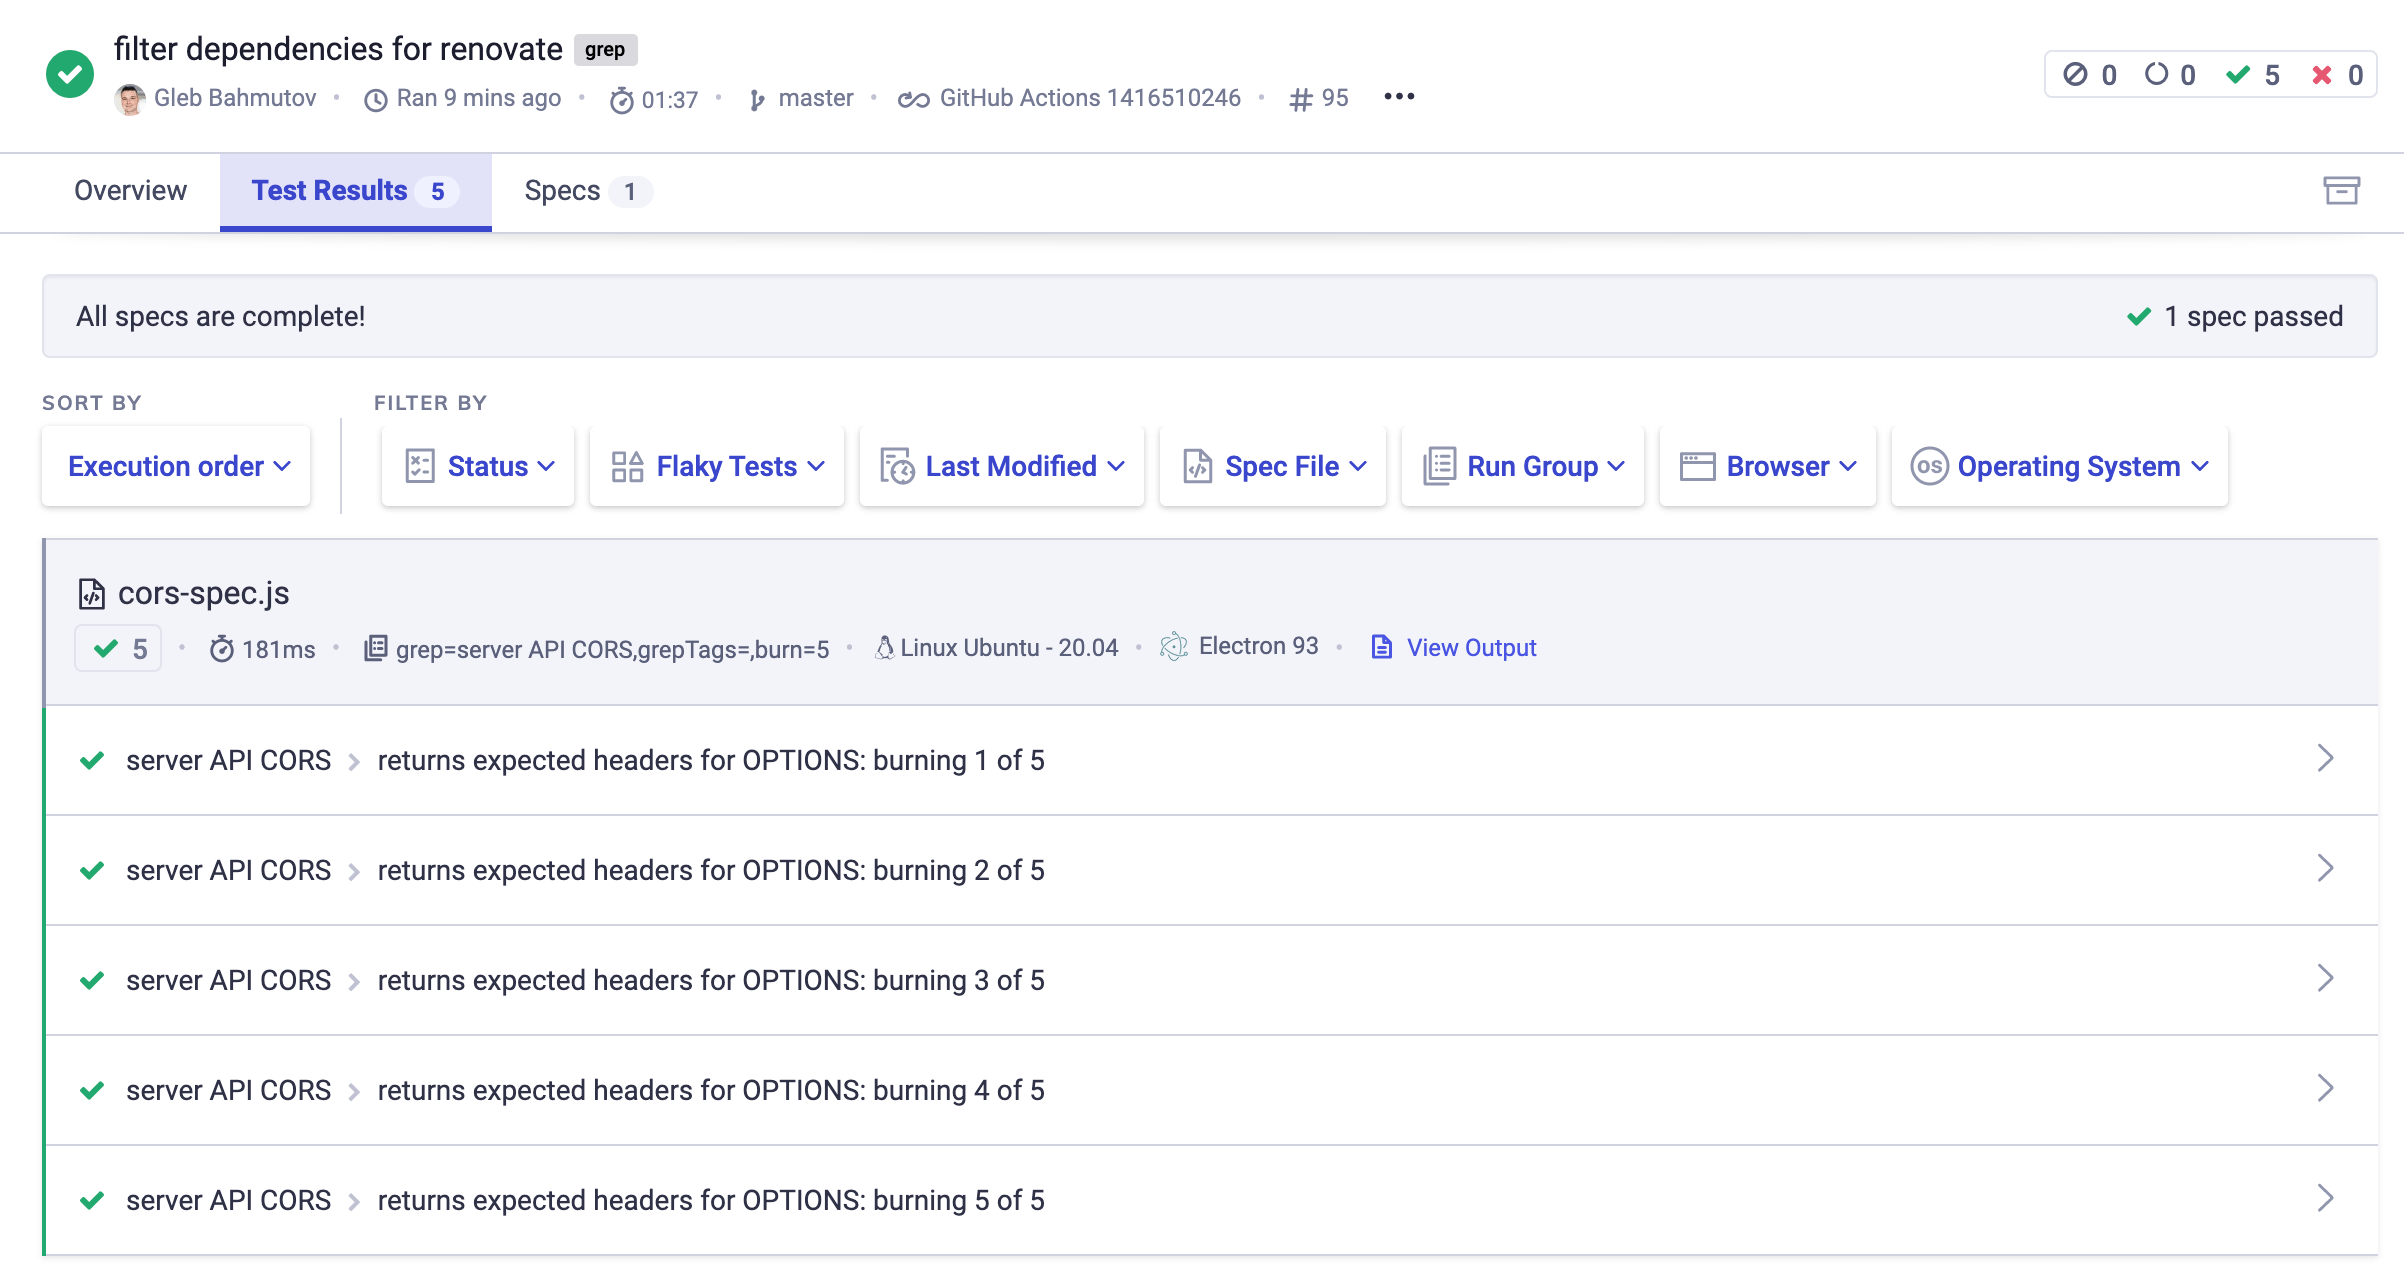 filter dependencies for renovate grep
Gleb Bahmutov · Ran 9 mins ago · 01:37 · master · GitHub Actions 1416510246 · # 95 •••
0 0 5 0
Overview Test Results 5 Specs 1
All specs are complete! 1 spec passed
SORT BY FILTER BY
Execution order Status Flaky Tests Last Modified Spec File Run Group Browser OS Operating System
cors-spec.js
5 · 181ms · grep=server API CORS,grepTags=,burn=5 · Linux Ubuntu - 20.04 · Electron 93 · View Output
server API CORS > returns expected headers for OPTIONS: burning 1 of 5
server API CORS > returns expected headers for OPTIONS: burning 2 of 5
server API CORS > returns expected headers for OPTIONS: burning 3 of 5
server API CORS > returns expected headers for OPTIONS: burning 4 of 5
server API CORS > returns expected headers for OPTIONS: burning 5 of 5